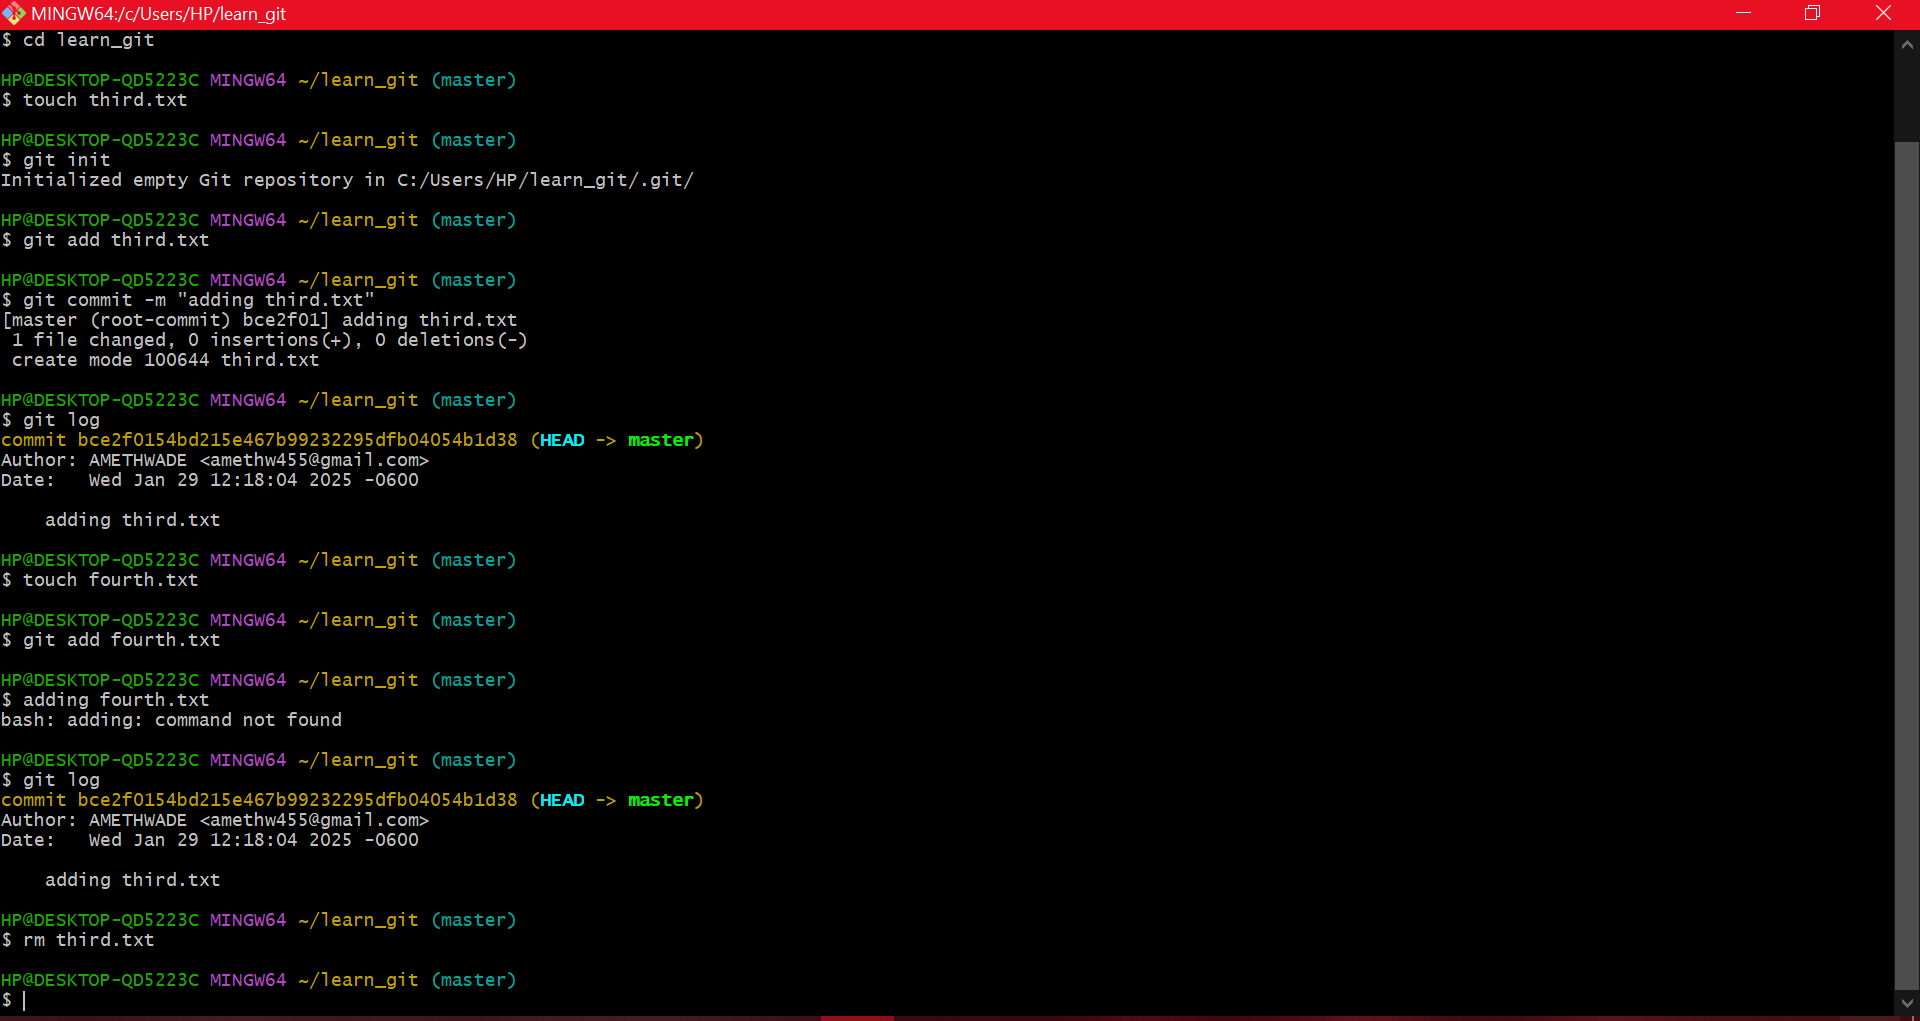 MINGW64:/c/Users/HP/learn_git
$ cd learn_git
HP@DESKTOP-QD5223C MINGW64 ~/learn_git (master)
$ touch third.txt
HP@DESKTOP-QD5223C MINGW64 ~/learn_git (master)
$ git init
Initialized empty Git repository in C:/Users/HP/learn_git/.git/
HP@DESKTOP-QD5223C MINGW64 ~/learn_git (master)
$ git add third.txt
HP@DESKTOP-QD5223C MINGW64 ~/learn_git (master)
$ git commit -m "adding third.txt"
[master (root-commit) bce2f01] adding third.txt
 1 file changed, 0 insertions(+), 0 deletions(-)
 create mode 100644 third.txt
HP@DESKTOP-QD5223C MINGW64 ~/learn_git (master)
$ git log
commit bce2f0154bd215e467b99232295dfb04054b1d38 (HEAD -> master)
Author: AMETHWADE <amethw455@gmail.com>
Date:   Wed Jan 29 12:18:04 2025 -0600
    adding third.txt
HP@DESKTOP-QD5223C MINGW64 ~/learn_git (master)
$ touch fourth.txt
HP@DESKTOP-QD5223C MINGW64 ~/learn_git (master)
$ git add fourth.txt
HP@DESKTOP-QD5223C MINGW64 ~/learn_git (master)
$ adding fourth.txt
bash: adding: command not found
HP@DESKTOP-QD5223C MINGW64 ~/learn_git (master)
$ git log
commit bce2f0154bd215e467b99232295dfb04054b1d38 (HEAD -> master)
Author: AMETHWADE <amethw455@gmail.com>
Date:   Wed Jan 29 12:18:04 2025 -0600
    adding third.txt
HP@DESKTOP-QD5223C MINGW64 ~/learn_git (master)
$ rm third.txt
HP@DESKTOP-QD5223C MINGW64 ~/learn_git (master)
$